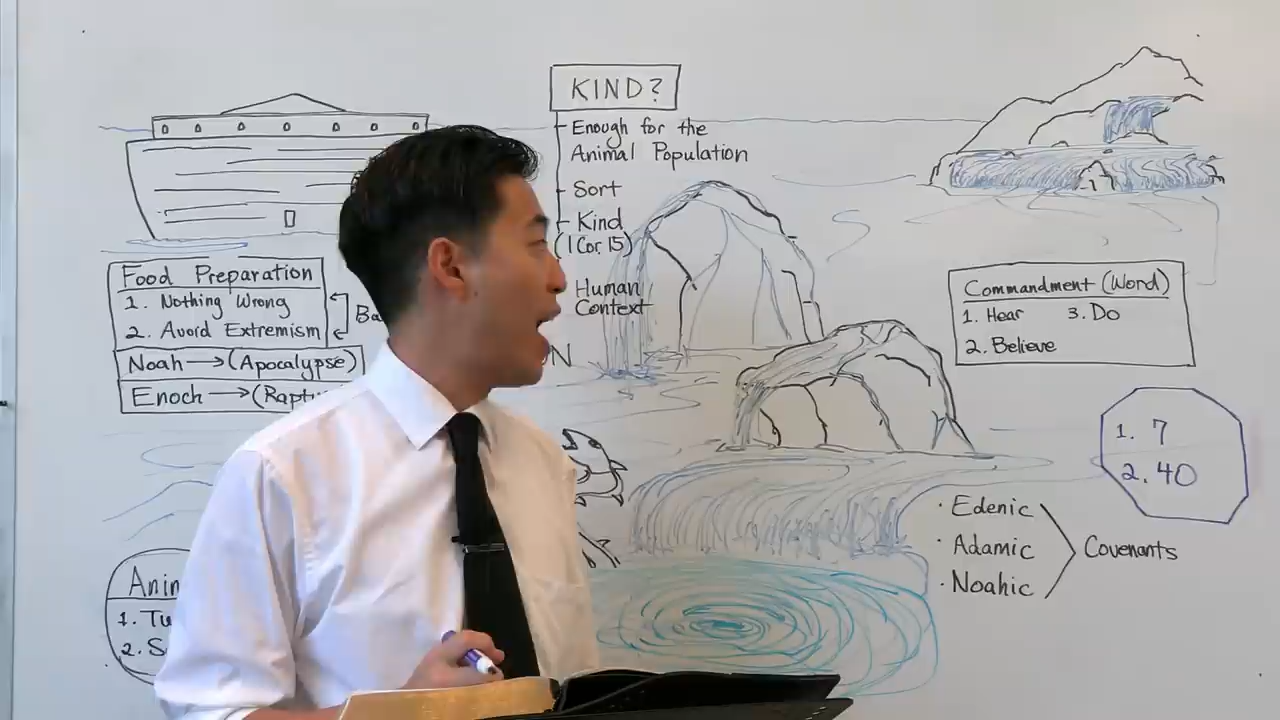 KIND?
Enough for the
Animal Population
Sort
Kind
(1 Cor. 15)
Human
Context
Food Preparation
1. Nothing Wrong
2. Avoid Extremism
Noah → (Apocalypse)
Enoch →
Commandment (Word)
1. Hear 3. Do
2. Believe
1. 7
2. 40
· Edenic
· Adamic
· Noahic
Covenants
1.
2.